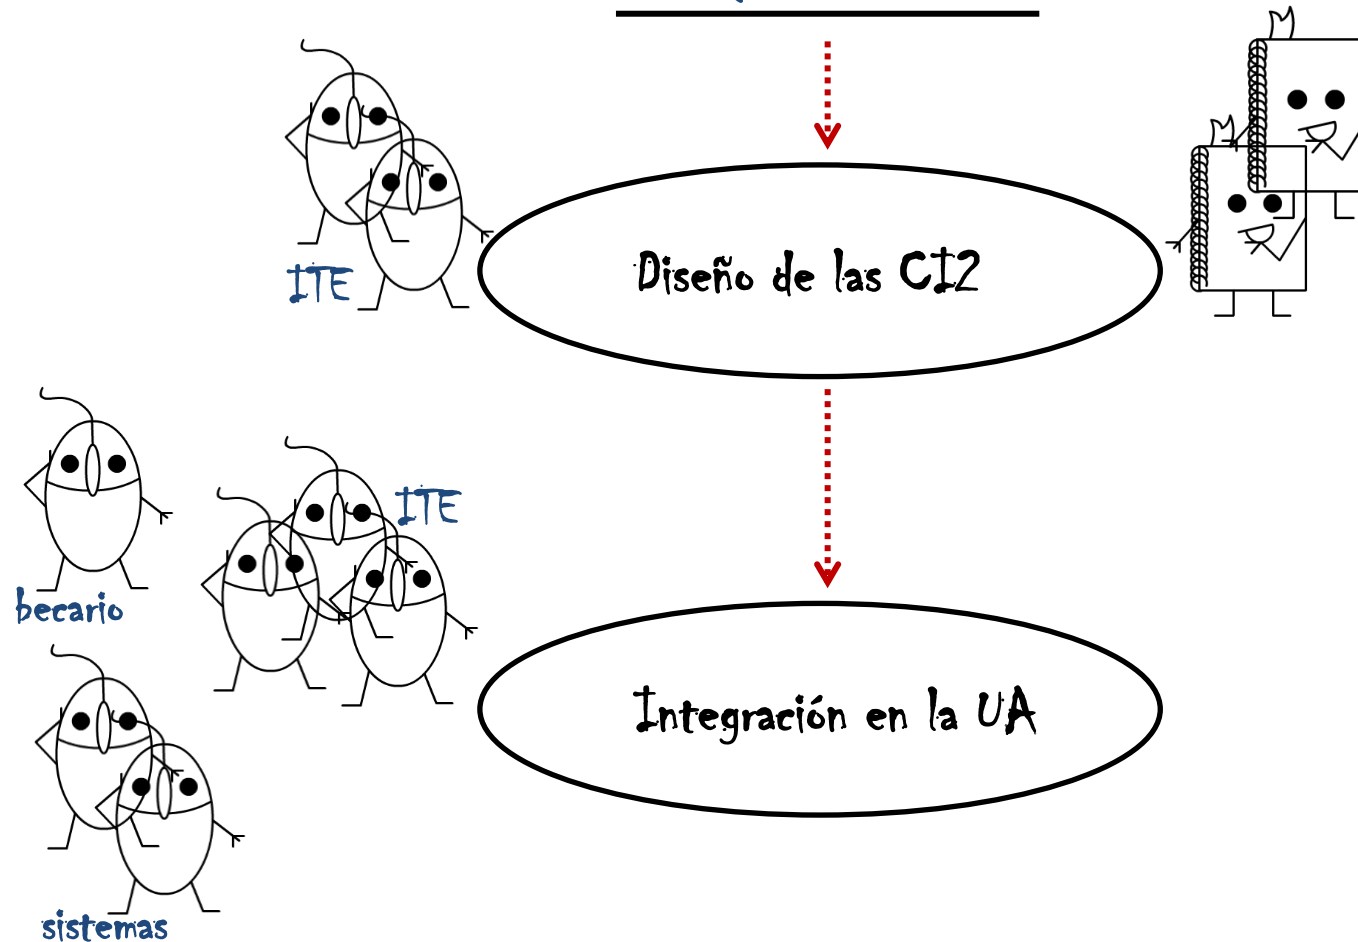 ITE
Diseño de las CI2
ITE
becario
Integración en la UA
sistemas